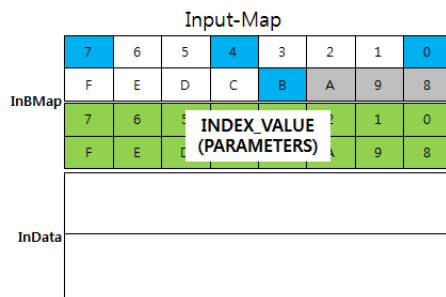 Input-Map
7 6 5 4 3 2 1 0
F E D C B A 9 8
InBMap
7 6 5 2 1 0
F E D A 9 8
INDEX_VALUE
(PARAMETERS)
InData